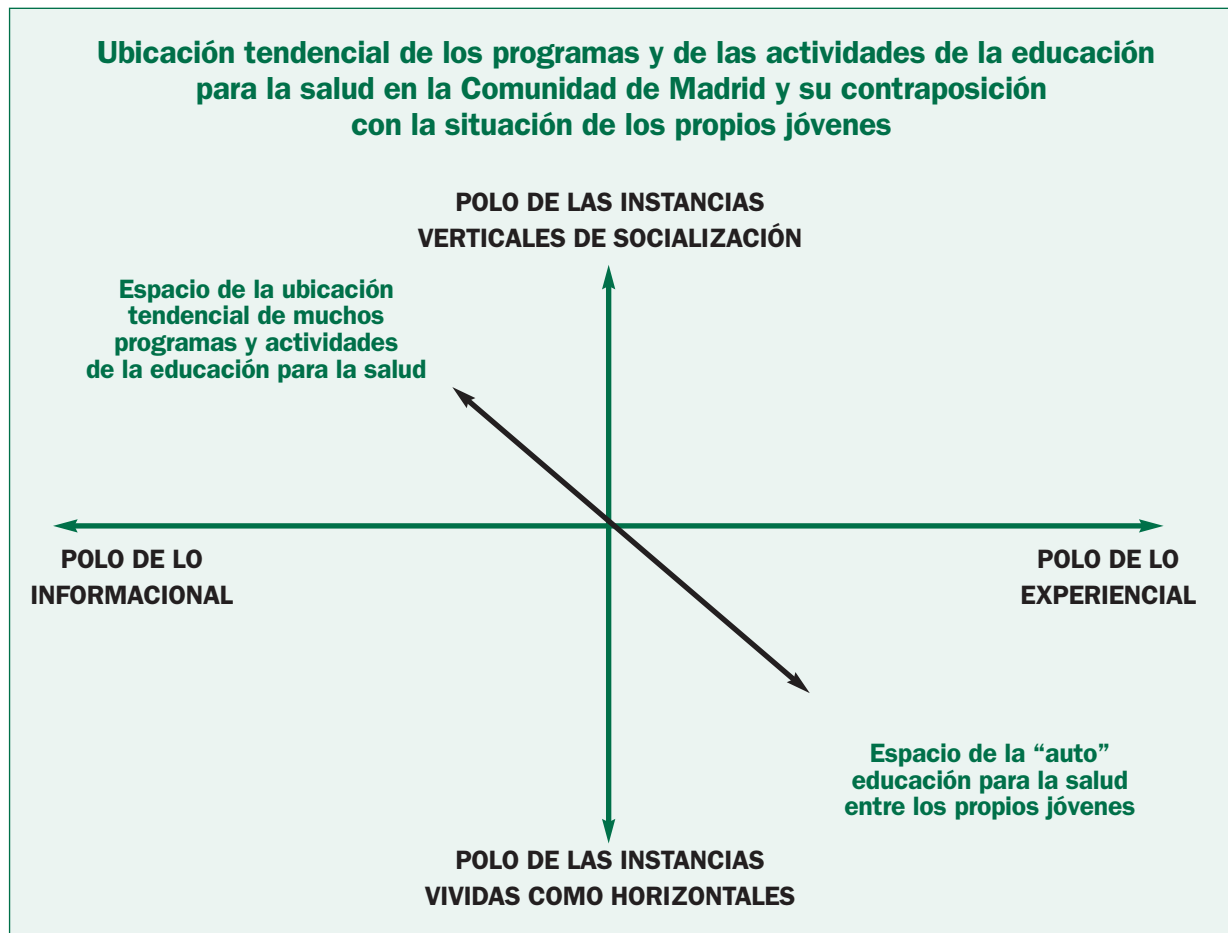 Ubicación tendencial de los programas y de las actividades de la educación
para la salud en la Comunidad de Madrid y su contraposición
con la situación de los propios jóvenes
POLO DE LAS INSTANCIAS
VERTICALES DE SOCIALIZACIÓN
Espacio de la ubicación
tendencial de muchos
programas y actividades
de la educación para la salud
POLO DE LO
INFORMACIONAL
POLO DE LO
EXPERIENCIAL
Espacio de la “auto”
educación para la salud
entre los propios jóvenes
POLO DE LAS INSTANCIAS
VIVIDAS COMO HORIZONTALES